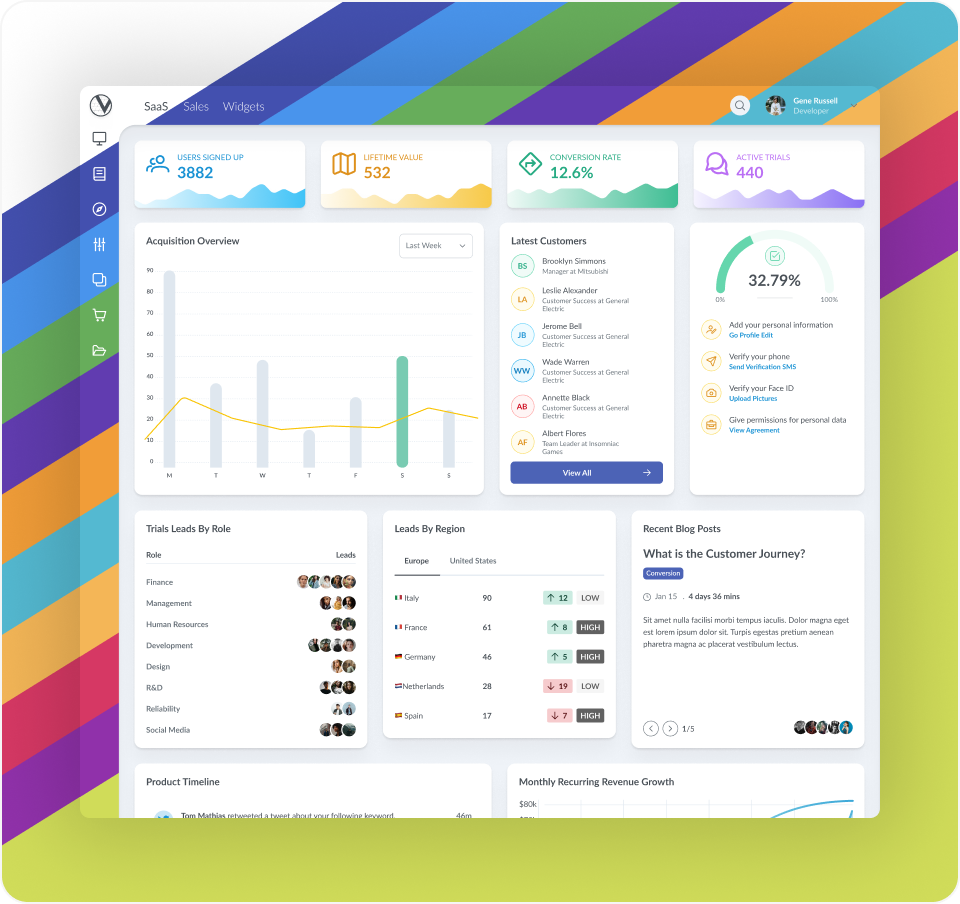 SaaS Sales Widgets
Gene Russell
Developer
USERS SIGNED UP
3882
LIFETIME VALUE
532
CONVERSION RATE
12.6%
ACTIVE TRIALS
440
Acquisition Overview
Last Week
90
80
70
60
50
40
30
20
10
0
M T W T F S S
Latest Customers
BS
Brooklyn Simmons
Manager at Mitsubishi
LA
Leslie Alexander
Customer Success at General
Electric
JB
Jerome Bell
Customer Success at General
Electric
WW
Wade Warren
Customer Success at General
Electric
AB
Annette Black
Customer Success at General
Electric
AF
Albert Flores
Team Leader at Insomniac
Games
View All
32.79%
0% 100%
Add your personal information
Go Profile Edit
Verify your phone
Send Verification SMS
Verify your Face ID
Upload Pictures
Give permissions for personal data
View Agreement
Trials Leads By Role
Role Leads
Finance
Management
Human Resources
Development
Design
R&D
Reliability
Social Media
Leads By Region
Europe United States
Italy 90 12 LOW
France 61 8 HIGH
Germany 46 5 HIGH
Netherlands 28 19 LOW
Spain 17 7 HIGH
Recent Blog Posts
What is the Customer Journey?
Conversion
Jan 15 . 4 days 36 mins
Sit amet nulla facilisi morbi tempus iaculis. Dolor magna eget
est lorem ipsum dolor sit. Turpis egestas pretium aenean
pharetra magna ac placerat vestibulum lectus.
1/5
Product Timeline
Tom Mathias retweeted a tweet about your following keyword. 46m
Monthly Recurring Revenue Growth
$80k